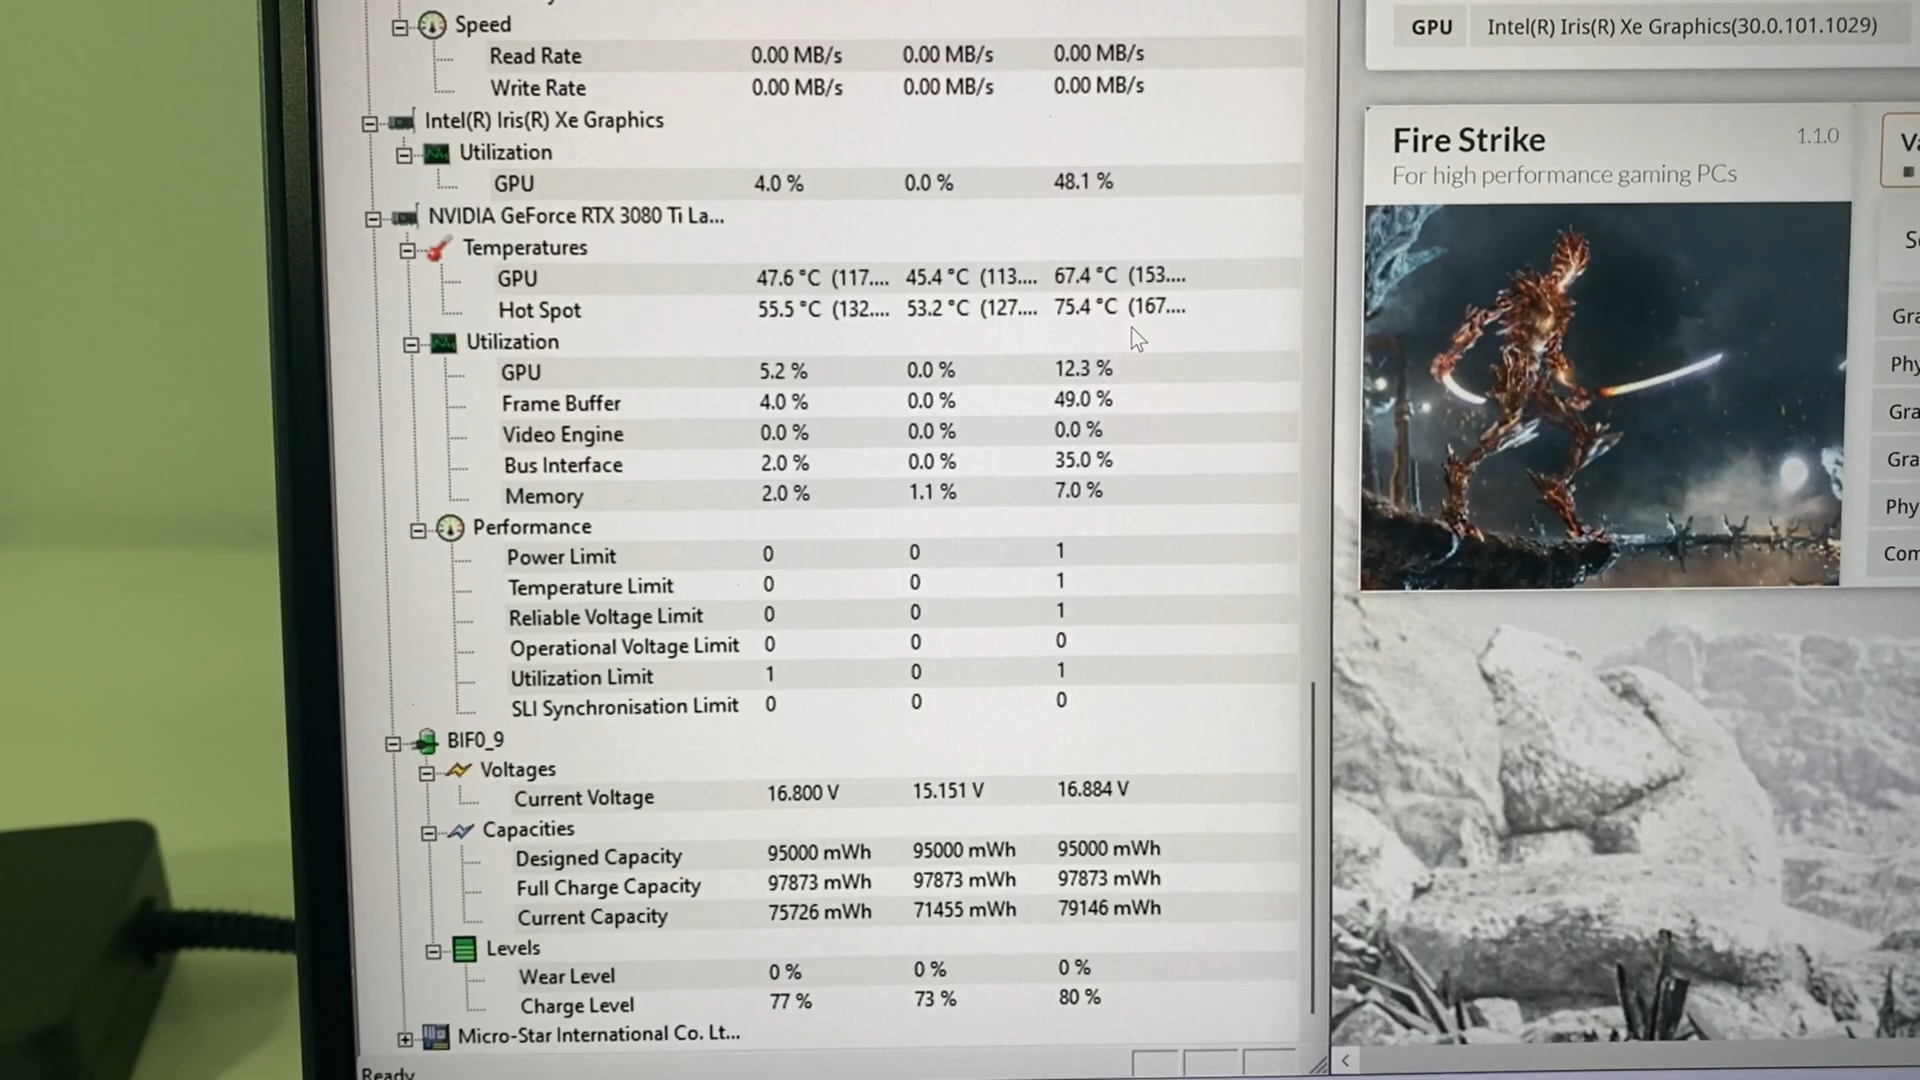 Speed
Read Rate 0.00 MB/s 0.00 MB/s 0.00 MB/s
Write Rate 0.00 MB/s 0.00 MB/s 0.00 MB/s
Intel(R) Iris(R) Xe Graphics
Utilization
GPU 4.0 % 0.0 % 48.1 %
NVIDIA GeForce RTX 3080 Ti La...
Temperatures
GPU 47.6 °C (117.... 45.4 °C (113.... 67.4 °C (153....
Hot Spot 55.5 °C (132.... 53.2 °C (127.... 75.4 °C (167....
Utilization
GPU 5.2 % 0.0 % 12.3 %
Frame Buffer 4.0 % 0.0 % 49.0 %
Video Engine 0.0 % 0.0 % 0.0 %
Bus Interface 2.0 % 0.0 % 35.0 %
Memory 2.0 % 1.1 % 7.0 %
Performance
Power Limit 0 0 1
Temperature Limit 0 0 1
Reliable Voltage Limit 0 0 1
Operational Voltage Limit 0 0 0
Utilization Limit 1 0 1
SLI Synchronisation Limit 0 0 0
BIF0_9
Voltages
Current Voltage 16.800 V 15.151 V 16.884 V
Capacities
Designed Capacity 95000 mWh 95000 mWh 95000 mWh
Full Charge Capacity 97873 mWh 97873 mWh 97873 mWh
Current Capacity 75726 mWh 71455 mWh 79146 mWh
Levels
Wear Level 0 % 0 % 0 %
Charge Level 77 % 73 % 80 %
Micro-Star International Co. Lt...
Ready
GPU Intel(R) Iris(R) Xe Graphics(30.0.101.1029)
Fire Strike 1.1.0
For high performance gaming PCs
Gra
Phy
Gra
Gra
Phy
Com